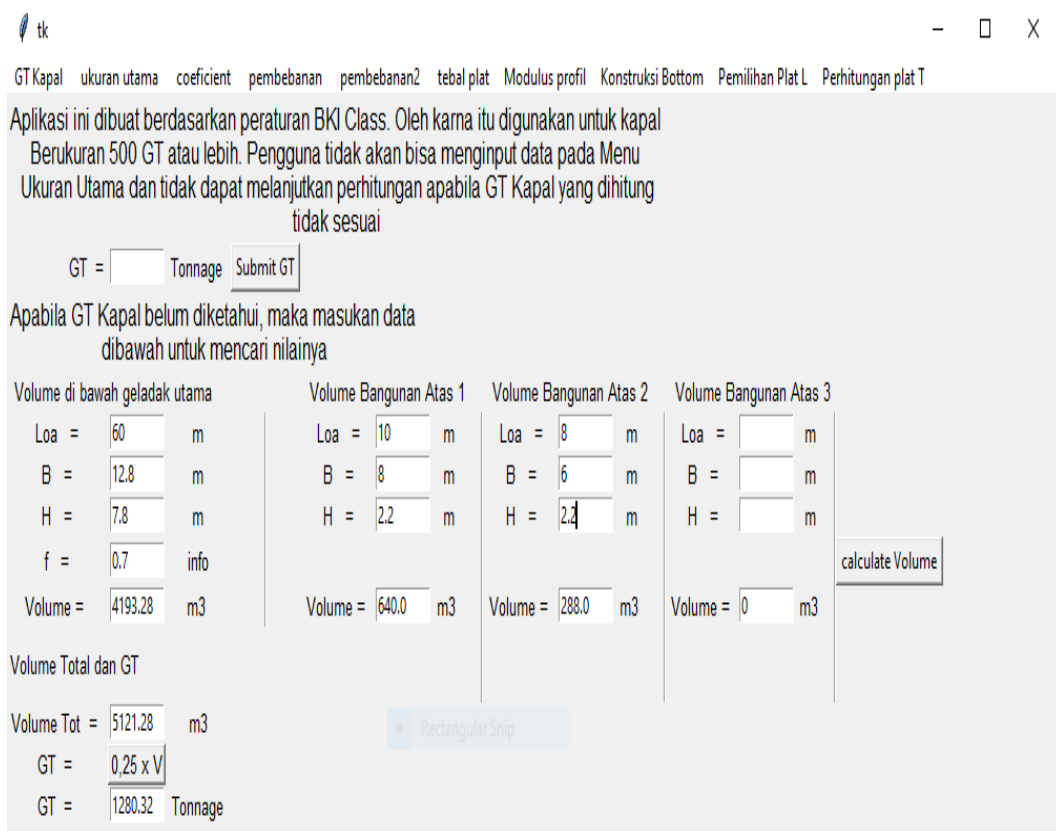 tk
GT Kapal ukuran utama coeficient pembebanan pembebanan2 tebal plat Modulus profil Konstruksi Bottom Pemilihan Plat L Perhitungan plat T
Aplikasi ini dibuat berdasarkan peraturan BKI Class. Oleh karna itu digunakan untuk kapal
Berukuran 500 GT atau lebih. Pengguna tidak akan bisa menginput data pada Menu
Ukuran Utama dan tidak dapat melanjutkan perhitungan apabila GT Kapal yang dihitung
tidak sesuai
GT = Tonnage Submit GT
Apabila GT Kapal belum diketahui, maka masukan data
dibawah untuk mencari nilainya
Volume di bawah geladak utama Volume Bangunan Atas 1 Volume Bangunan Atas 2 Volume Bangunan Atas 3
Loa = 60 m Loa = 10 m Loa = 8 m Loa = m
B = 12.8 m B = 8 m B = 6 m B = m
H = 7.8 m H = 2.2 m H = 2.2 m H = m
f = 0.7 info calculate Volume
Volume = 4193.28 m3 Volume = 640.0 m3 Volume = 288.0 m3 Volume = 0 m3
Volume Total dan GT
Volume Tot = 5121.28 m3 Rectangular Snip
GT = 0,25 x V
GT = 1280.32 Tonnage